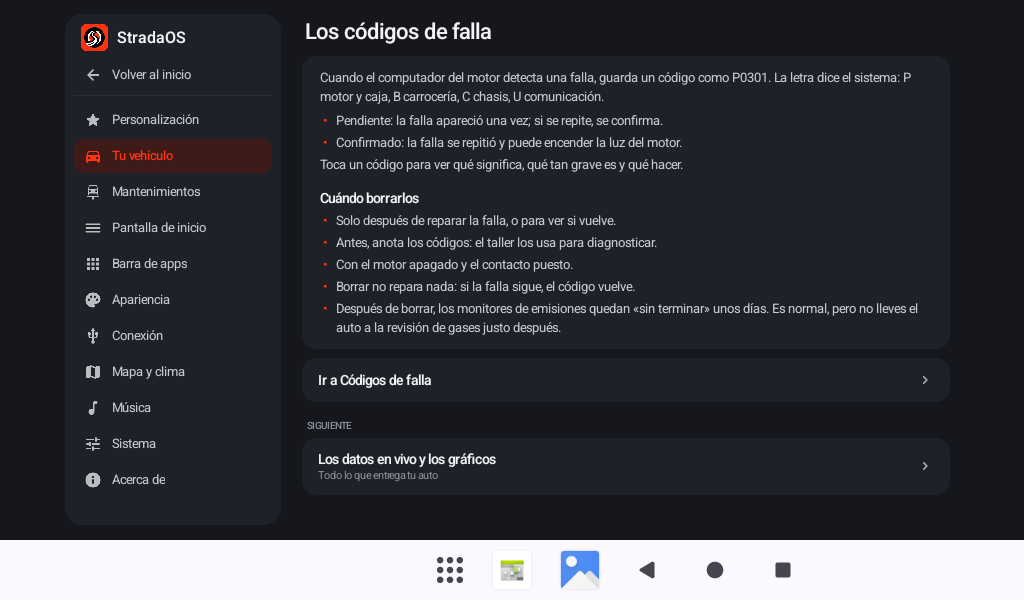 StradaOS
Volver al inicio
Personalización
Tu vehículo
Mantenimientos
Pantalla de inicio
Barra de apps
Apariencia
Conexión
Mapa y clima
Música
Sistema
Acerca de
Los códigos de falla
Cuando el computador del motor detecta una falla, guarda un código como P0301. La letra dice el sistema: P
motor y caja, B carrocería, C chasis, U comunicación.
• Pendiente: la falla apareció una vez; si se repite, se confirma.
• Confirmado: la falla se repitió y puede encender la luz del motor.
Toca un código para ver qué significa, qué tan grave es y qué hacer.
Cuándo borrarlos
• Solo después de reparar la falla, o para ver si vuelve.
• Antes, anota los códigos: el taller los usa para diagnosticar.
• Con el motor apagado y el contacto puesto.
• Borrar no repara nada: si la falla sigue, el código vuelve.
• Después de borrar, los monitores de emisiones quedan «sin terminar» unos días. Es normal, pero no lleves el
auto a la revisión de gases justo después.
Ir a Códigos de falla
SIGUIENTE
Los datos en vivo y los gráficos
Todo lo que entrega tu auto